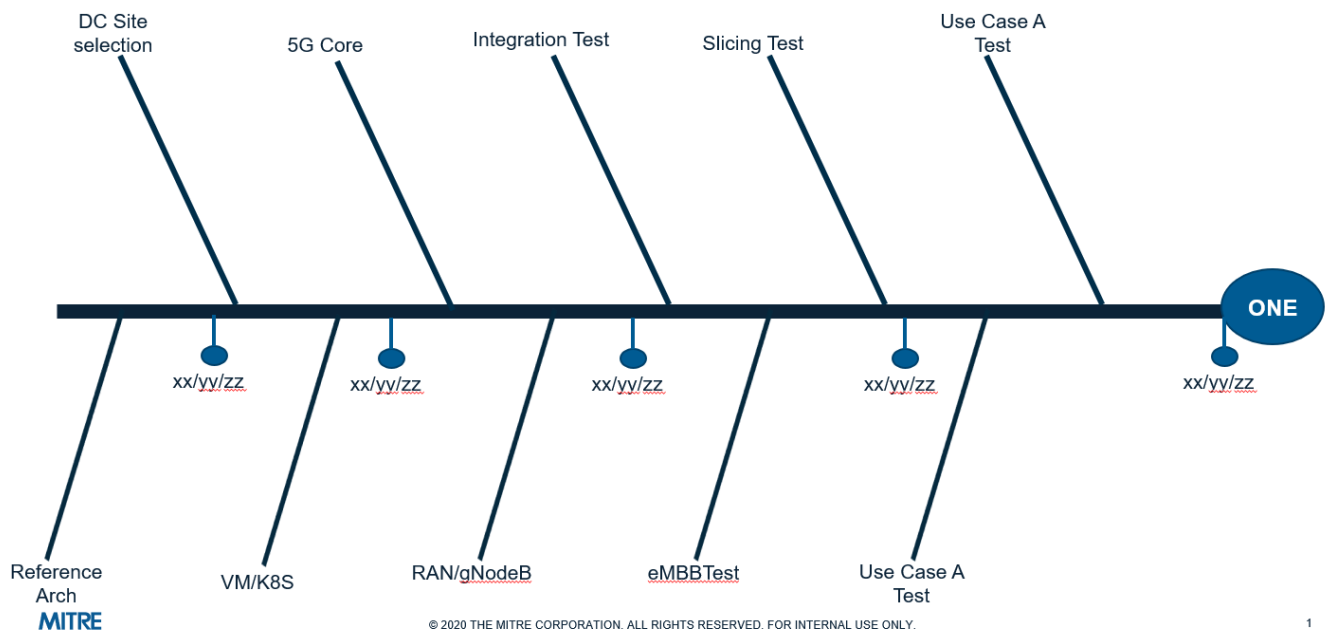 DC Site
selection
5G Core
Integration Test
Slicing Test
Use Case A
Test
ONE
xx/yy/zz
xx/yy/zz
xx/yy/zz
xx/yy/zz
xx/yy/zz
Reference
Arch
VM/K8S
RAN/gNodeB
eMBBTest
Use Case A
Test
MITRE
© 2020 THE MITRE CORPORATION. ALL RIGHTS RESERVED. FOR INTERNAL USE ONLY.
1